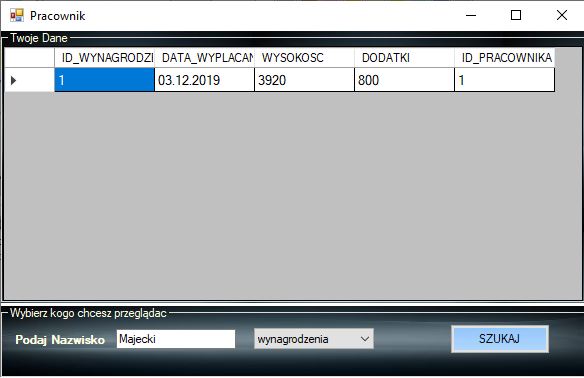 Pracownik
Twoje Dane
ID_WYNAGRODZI DATA_WYPLACAN WYSOKOSC DODATKI ID_PRACOWNIKA
1 03.12.2019 3920 800 1
Wybierz kogo chcesz przeglądac
Podaj Nazwisko Majecki wynagrodzenia SZUKAJ